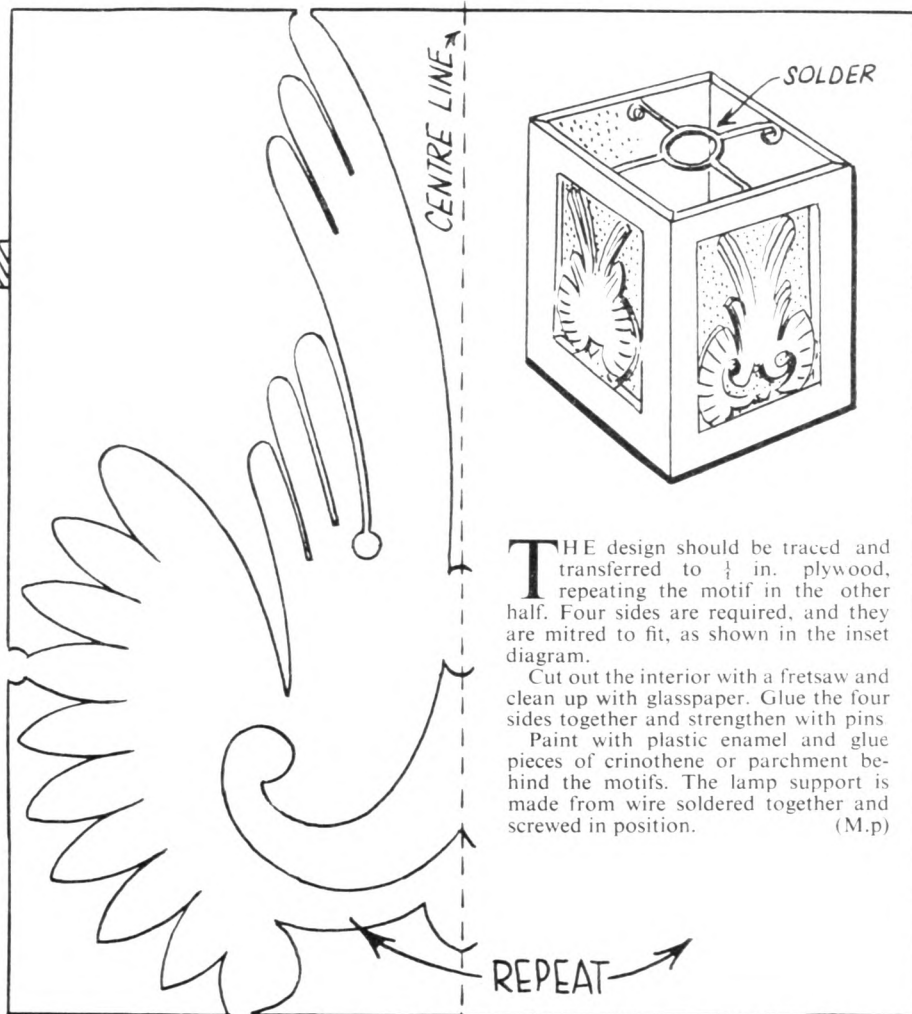 CENTRE LINE
SOLDER
THE design should be traced and
transferred to in. plywood,
repeating the motif in the other
half. Four sides are required, and they
are mitred to fit, as shown in the inset
diagram.
Cut out the interior with a fretsaw and
clean up with glasspaper. Glue the four
sides together and strengthen with pins
Paint with plastic enamel and glue
pieces of crinothene or parchment be-
hind the motifs. The lamp support is
made from wire soldered together and
screwed in position. (M.p)
REPEAT